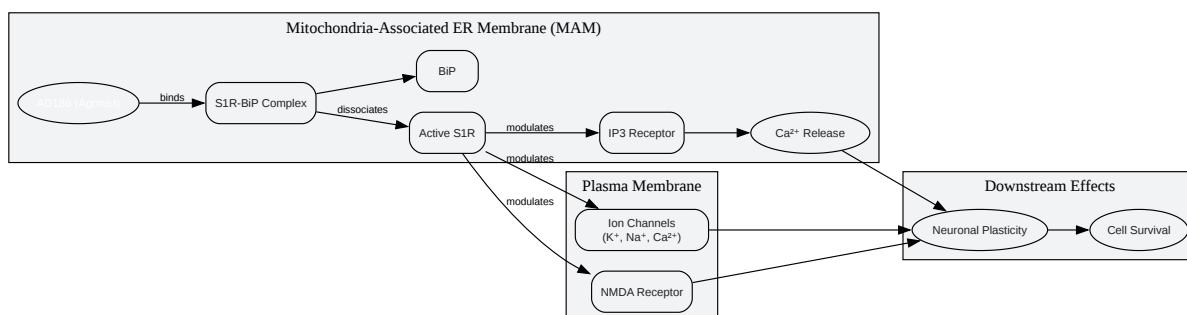 Mitochondria-Associated ER Membrane (MAM)
BiP
(Agonist)
binds
S1R-BiP Complex
dissociates
Active S1R
modulates
IP3 Receptor
Ca²⁺ Release
modulates
modulates
Plasma Membrane
Ion Channels
(K⁺, Na⁺, Ca²⁺)
NMDA Receptor
Downstream Effects
Neuronal Plasticity
Cell Survival